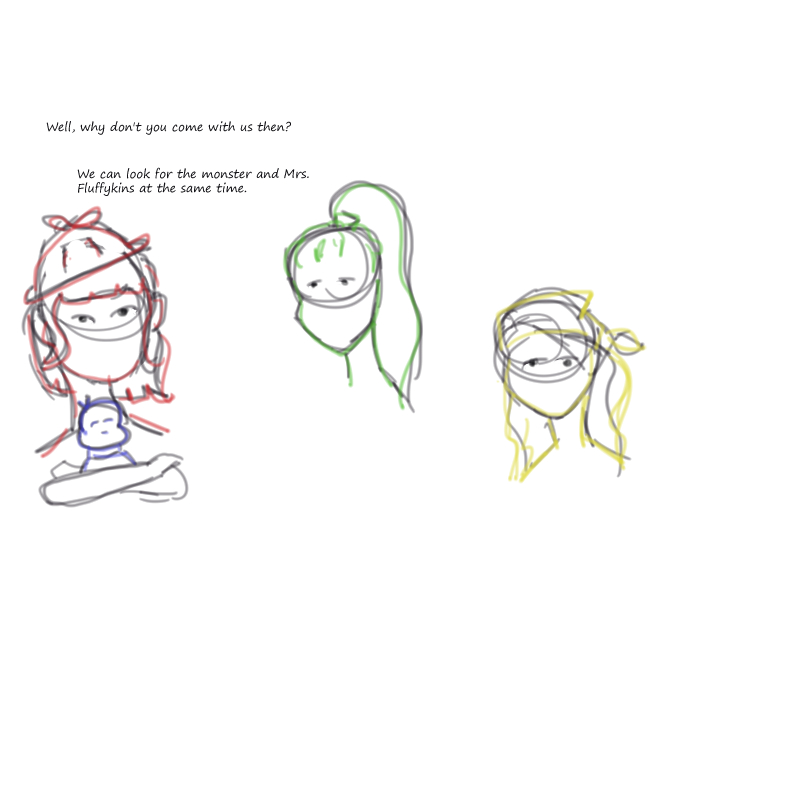 Well, why don't you come with us then?
We can look for the monster and Mrs.
Fluffykins at the same time.